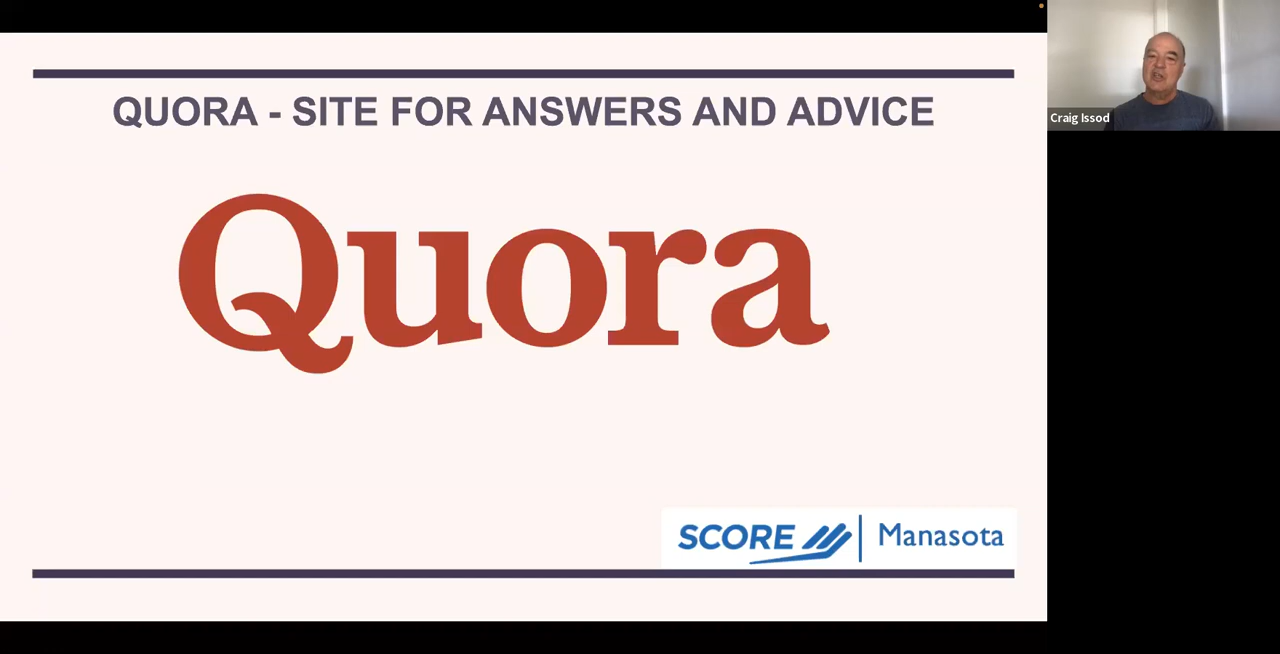 QUORA - SITE FOR ANSWERS AND ADVICE
Quora
SCORE | Manasota
Craig Issod